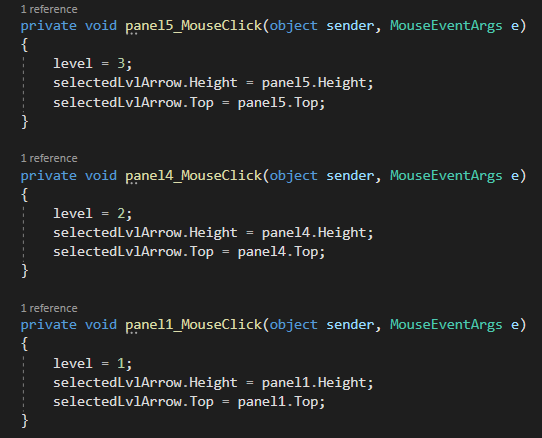 1 reference
private void panel5_MouseClick(object sender, MouseEventArgs e)
{
level = 3;
selectedLvlArrow.Height = panel5.Height;
selectedLvlArrow.Top = panel5.Top;
}
1 reference
private void panel4_MouseClick(object sender, MouseEventArgs e)
{
level = 2;
selectedLvlArrow.Height = panel4.Height;
selectedLvlArrow.Top = panel4.Top;
}
1 reference
private void panel1_MouseClick(object sender, MouseEventArgs e)
{
level = 1;
selectedLvlArrow.Height = panel1.Height;
selectedLvlArrow.Top = panel1.Top;
}